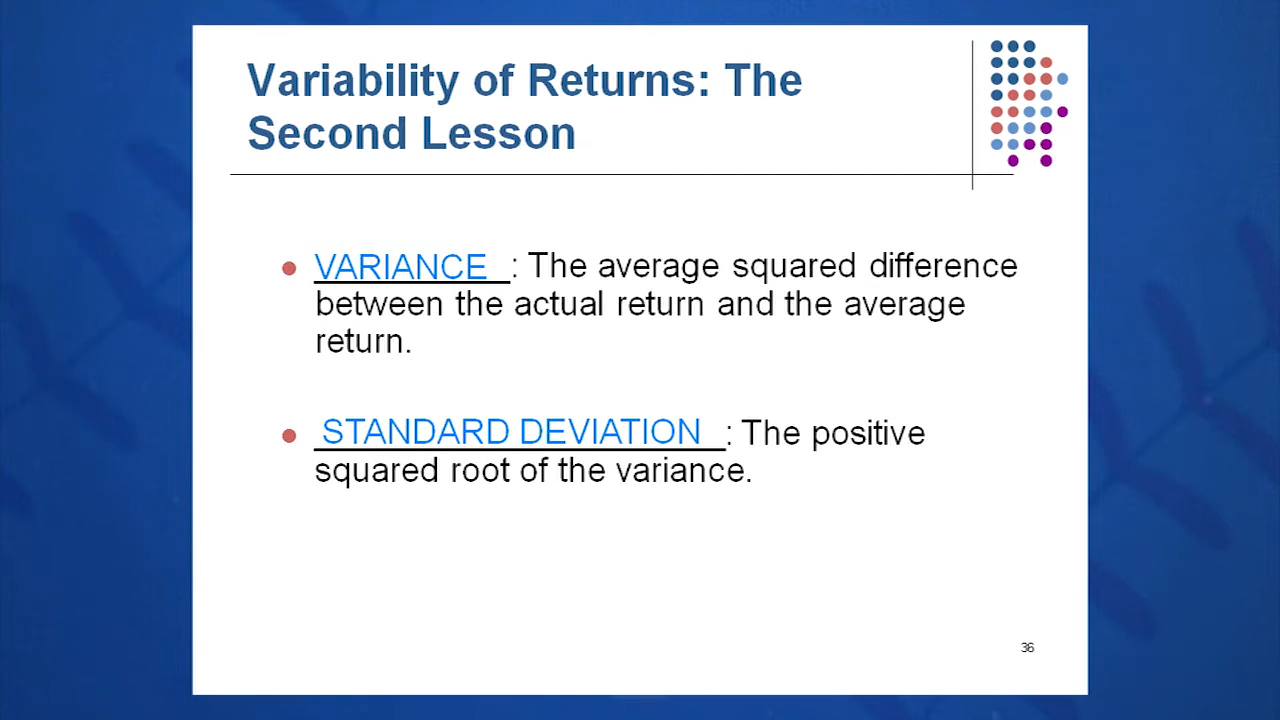 Variability of Returns: The
Second Lesson
VARIANCE : The average squared difference
between the actual return and the average
return.
STANDARD DEVIATION : The positive
squared root of the variance.
36